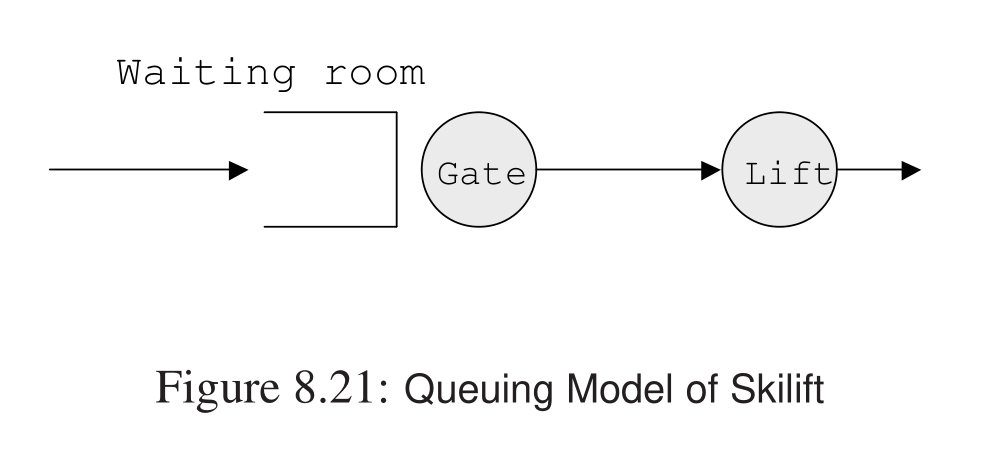 Waiting room
Gate
Lift
Figure 8.21: Queuing Model of Skilift